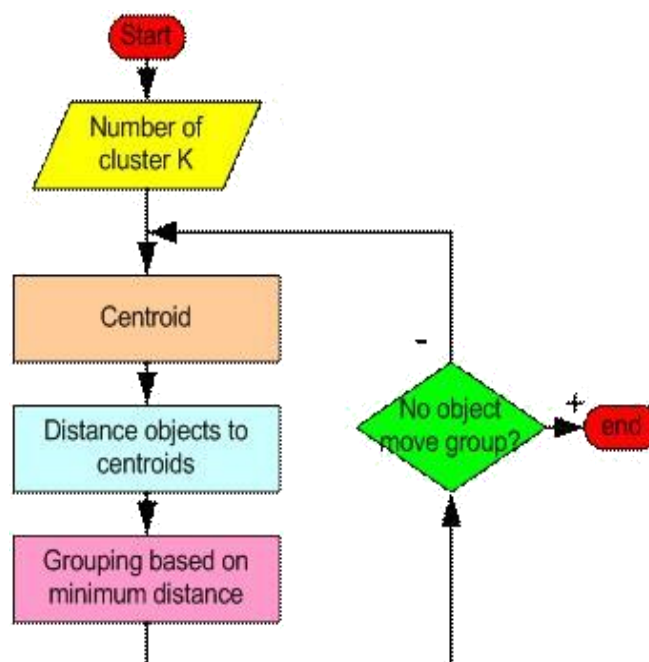 Start
Number of
cluster K
Centroid
Distance objects to
centroids
Grouping based on
minimum distance
-
No object
move group?
+
end